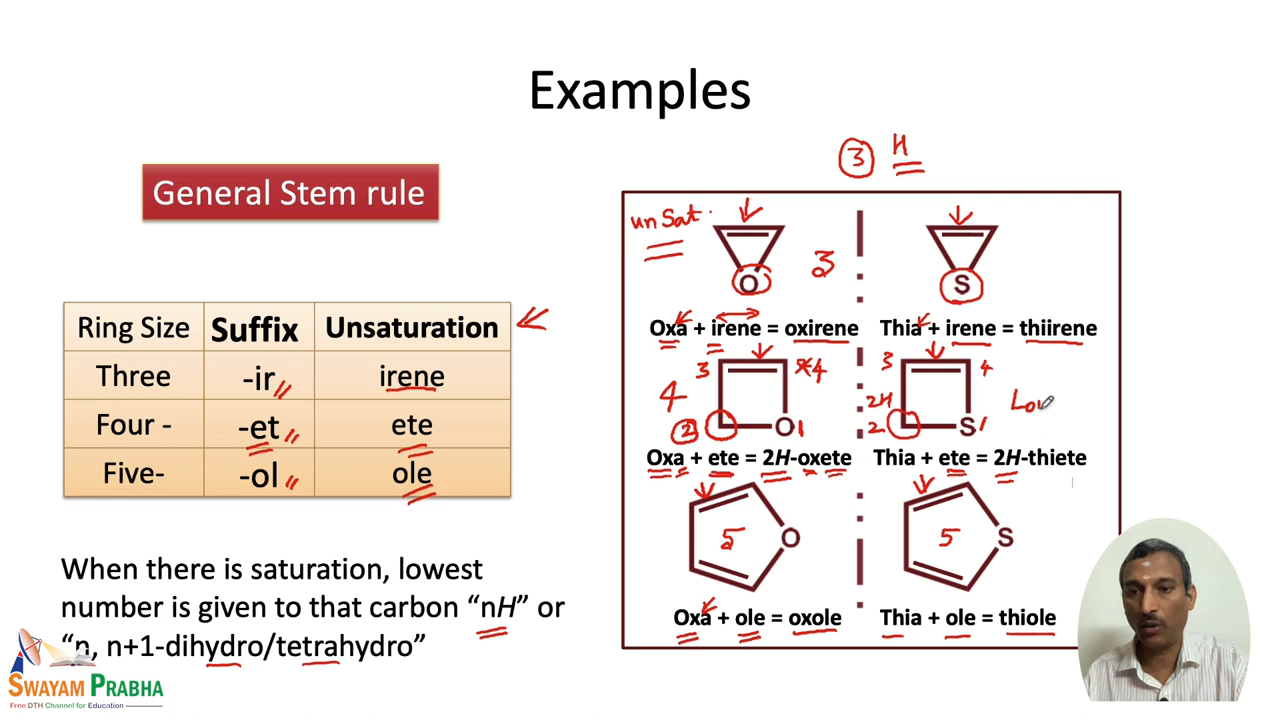 Examples
3 H
General Stem rule
Ring Size Suffix Unsaturation
Three -ir irene
Four - -et ete
Five- -ol ole
When there is saturation, lowest
number is given to that carbon “nH” or
“n, n+1-dihydro/tetrahydro”
SWAYAM PRABHA
Free DTH Channel for Education
unSat.
O 3 S
Oxa + irene = oxirene Thia + irene = thiirene
3 4 3 4
4 2H
2 O 1 2 S 1
Oxa + ete = 2H-oxete Thia + ete = 2H-thiete
5 O 5 S
Oxa + ole = oxole Thia + ole = thiole